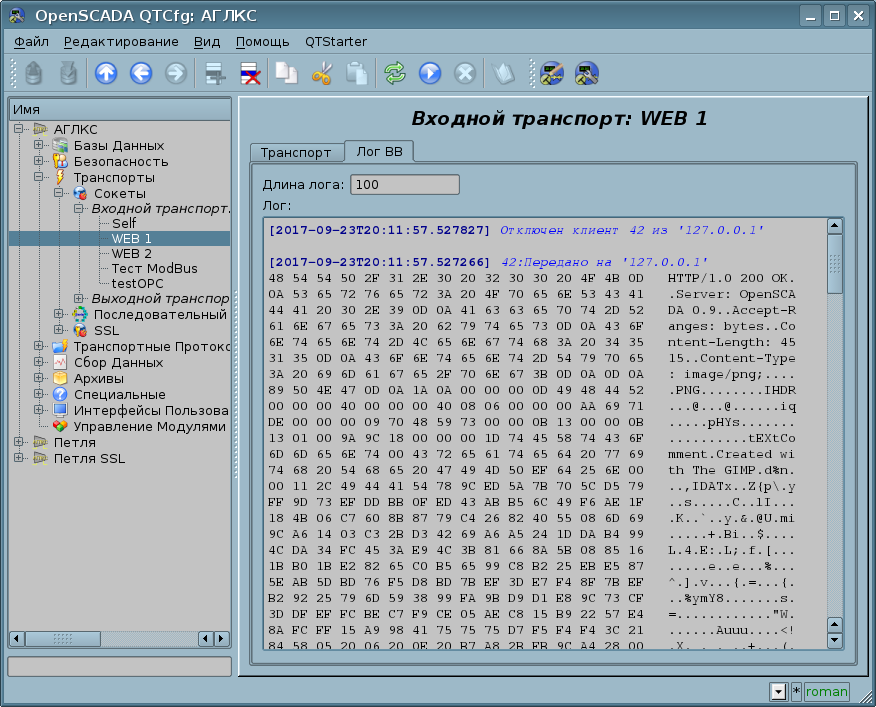 OpenSCADA QTCfg: АГЛКС
Файл Редактирование Вид Помощь QTStarter
Имя
АГЛКС
Базы Данных
Безопасность
Транспорты
Сокеты
Входной транспорт.
Self
WEB 1
WEB 2
Тест ModBus
testOPC
Выходной транспор
Последовательный
SSL
Транспортные Протокс
Сбор Данных
Архивы
Специальные
Интерфейсы Пользова
Управление Модулями
Петля
Петля SSL
Входной транспорт: WEB 1
Транспорт Лог ВВ
Длина лога: 100
Лог:
[2017-09-23T20:11:57.527827] Отключен клиент 42 из '127.0.0.1'
[2017-09-23T20:11:57.527266] 42:Передано на '127.0.0.1'
48 54 54 50 2F 31 2E 30 20 32 30 30 20 4F 4B 0D HTTP/1.0 200 OK.
0A 53 65 72 76 65 72 3A 20 4F 70 65 6E 53 43 41 .Server: OpenSCA
44 41 20 30 2E 39 0D 0A 41 63 63 65 70 74 2D 52 DA 0.9..Accept-R
61 6E 67 65 73 3A 20 62 79 74 65 73 0D 0A 43 6F anges: bytes..Co
6E 74 65 6E 74 2D 4C 65 6E 67 74 68 3A 20 34 35 ntent-Length: 45
31 35 0D 0A 43 6F 6E 74 65 6E 74 2D 54 79 70 65 15..Content-Type
3A 20 69 6D 61 67 65 2F 70 6E 67 3B 0D 0A 0D 0A : image/png;....
89 50 4E 47 0D 0A 1A 0A 00 00 00 0D 49 48 44 52 .PNG........IHDR
00 00 00 40 00 00 00 40 08 06 00 00 00 AA 69 71 ...@...@......iq
DE 00 00 00 09 70 48 59 73 00 00 0B 13 00 00 0B .....pHYs.......
13 01 00 9A 9C 18 00 00 00 1D 74 45 58 74 43 6F ..........tEXtCo
6D 6D 65 6E 74 00 43 72 65 61 74 65 64 20 77 69 mment.Created wi
74 68 20 54 68 65 20 47 49 4D 50 EF 64 25 6E 00 th The GIMP.d%n.
00 11 2C 49 44 41 54 78 9C ED 5A 7B 70 5C D5 79 ..,IDATx..Z{p\.y
FF 9D 73 EF DD BB 0F ED 43 AB B5 6C 49 F6 AE 1F ..s.....C..lI...
18 4B 06 C7 60 8B 87 79 C4 26 82 40 55 08 6D 69 .K..`..y.&.@U.mi
9C A6 14 03 C3 2B D3 42 69 A6 A5 24 1D DA B4 99 .....+.Bi..$....
4C DA 34 FC 45 3A E9 4C 3B 81 66 8A 5B 08 85 16 L.4.E:.L;.f.[...
1B B0 1B E2 82 65 C0 B5 65 99 C8 B2 25 EB E5 87 .....e..e...%...
5E AB 5D BD 76 F5 D8 BD 7B EF 3D E7 F4 8F 7B EF ^.].v...{.=...{.
B2 92 25 79 6D 59 38 99 FA 9B D9 D1 E8 9C 73 CF ..%ymY8.......s.
3D DF EF FC BE C7 F9 CE 05 AE C8 15 B9 22 57 E4 =............"W.
8A FC FF 15 A9 98 41 75 75 75 D7 F5 F4 F4 3C 21 ......Auuu....<!
84 58 05 20 06 20 0E 20 B7 A8 2B FB 9C A4 28 00 .X. . . . ..+...(.
* roman